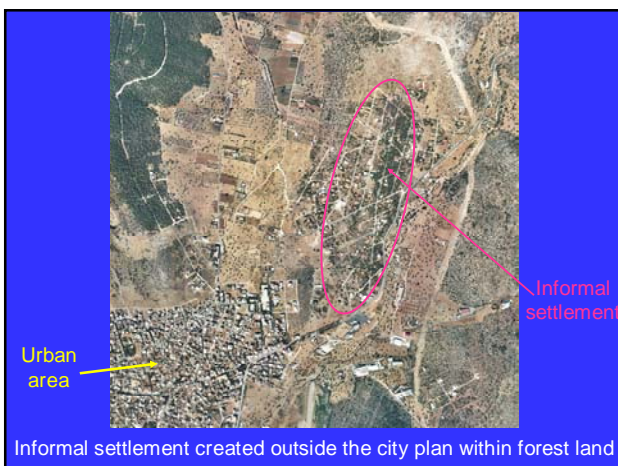 Informal
settlement
Urban
area
Informal settlement created outside the city plan within forest land